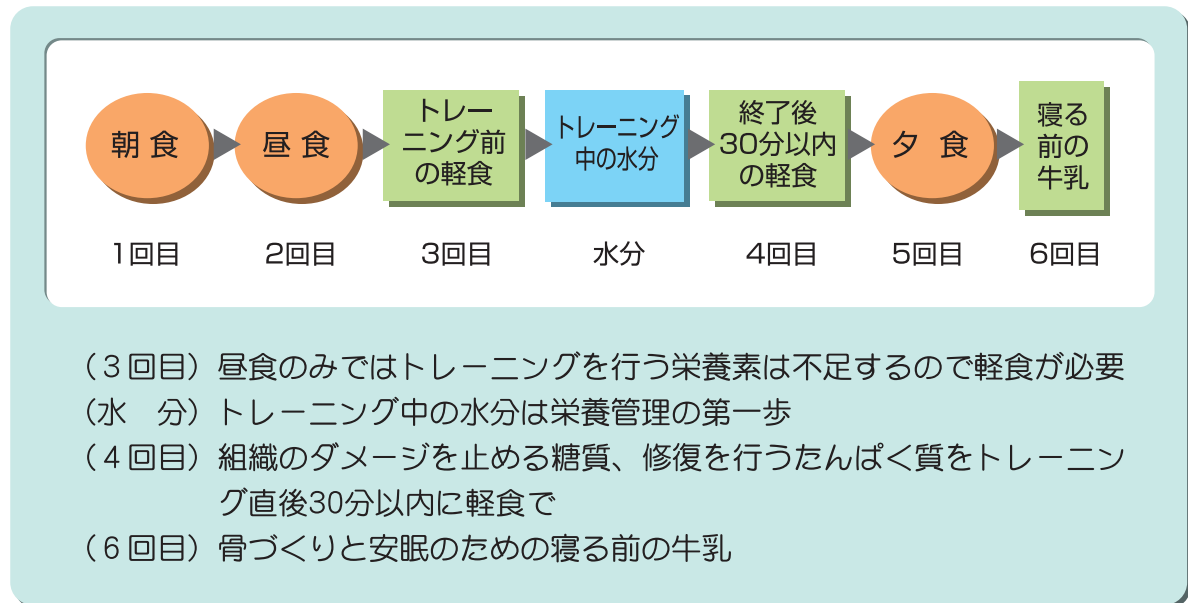 朝 食
昼 食
トレー
ニング前
の軽食
トレーニング
中の水分
終了後
30分以内
の軽食
夕 食
寝る
前の
牛乳
1回目
2回目
3回目
水分
4回目
5回目
6回目
（３回目）昼食のみではトレーニングを行う栄養素は不足するので軽食が必要
（水　分）トレーニング中の水分は栄養管理の第一歩
（４回目）組織のダメージを止める糖質、修復を行うたんぱく質をトレーニン
グ直後30分以内に軽食で
（６回目）骨づくりと安眠のための寝る前の牛乳